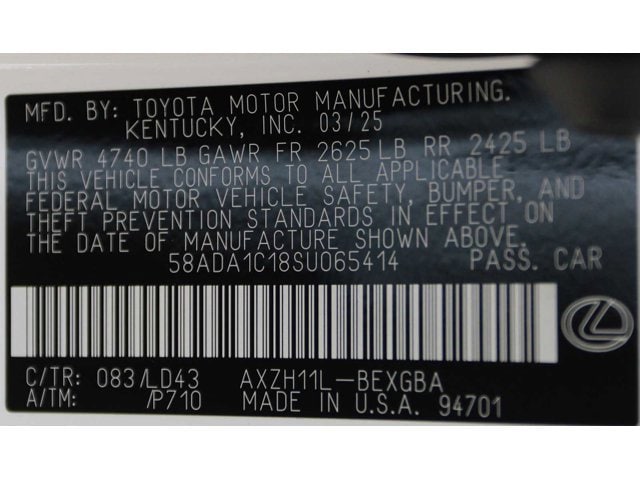 MFD. BY: TOYOTA MOTOR MANUFACTURING.
KENTUCKY, INC. 03/25
GVWR 4740 LB GAWR FR 2625 LB RR 2425 LB
THIS VEHICLE CONFORMS TO ALL APPLICABLE
FEDERAL MOTOR VEHICLE SAFETY, BUMPER, AND
THEFT PREVENTION STANDARDS IN EFFECT ON
THE DATE OF MANUFACTURE SHOWN ABOVE.
58ADA1C18SU065414 PASS. CAR
C/TR: 083/LD43 AXZH11L-BEXGBA
A/TM: /P710 MADE IN U.S.A. 94701